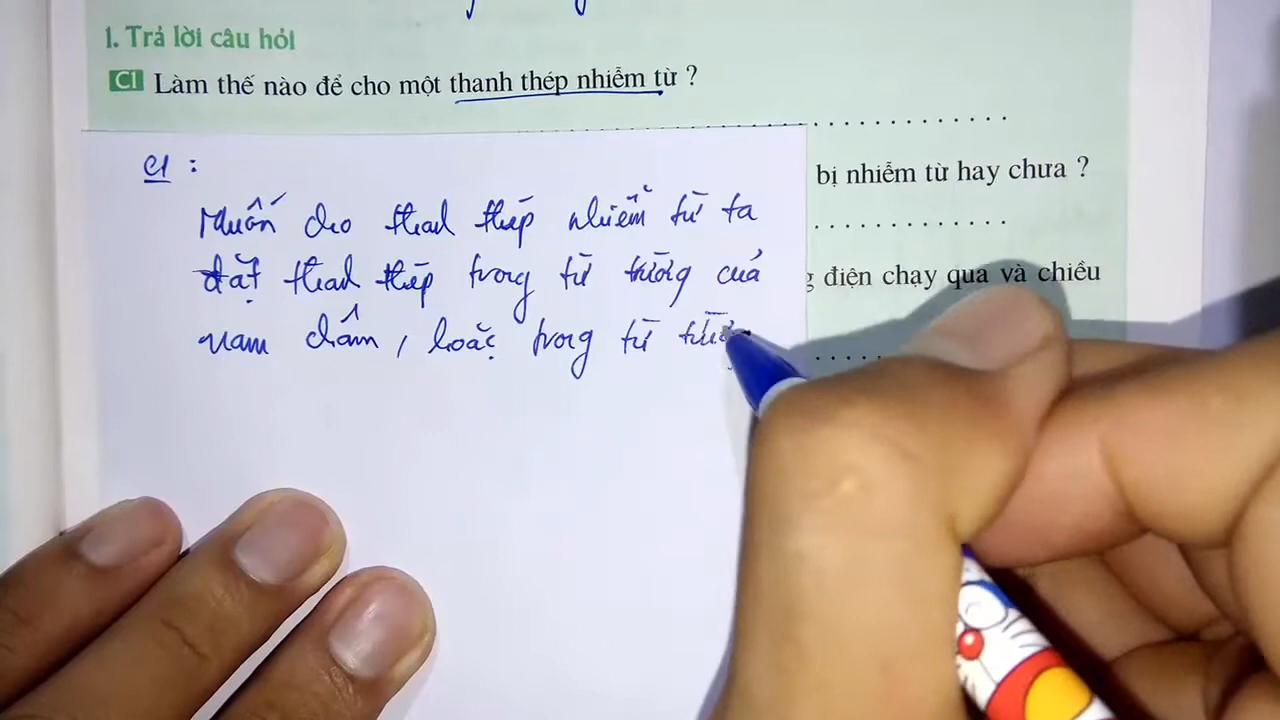 1. Trả lời câu hỏi
C1 Làm thế nào để cho một thanh thép nhiễm từ ?
bị nhiễm từ hay chưa ?
g điện chạy qua và chiều
C1 :
Muốn cho thanh thép nhiễm từ ta
đặt thanh thép trong từ trường của
nam châm, hoặc trong từ trường